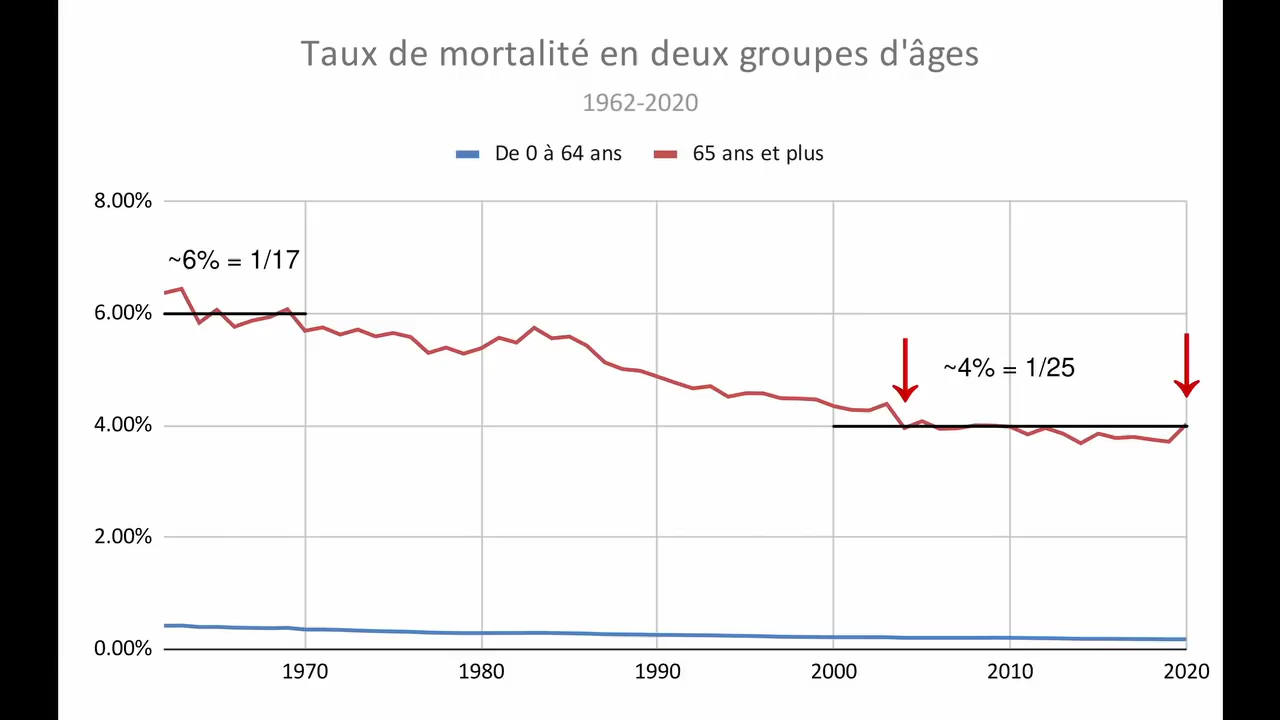 Taux de mortalité en deux groupes d'âges
1962-2020
De 0 à 64 ans 65 ans et plus
8.00%
~6% = 1/17
6.00%
~4% = 1/25
4.00%
2.00%
0.00%
1970 1980 1990 2000 2010 2020